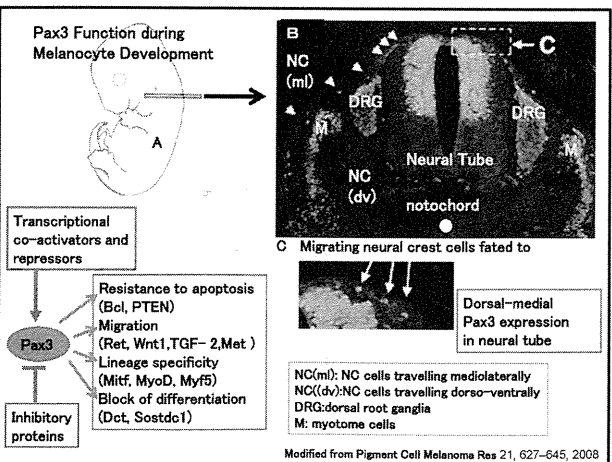 Pax3 Function during
Melanocyte Development
A
B
NC
(ml)
C
DRG
DRG
M
M
Neural Tube
NC
(dv)
notochord
C Migrating neural crest cells fated to
Transcriptional
co-activators and
repressors
Pax3
Inhibitory
proteins
Resistance to apoptosis
(Bcl, PTEN)
Migration
(Ret, Wnt1,TGF-2,Met )
Lineage specificity
(Mitf, MyoD, Myf5)
Block of differentiation
(Dct, Sostdc1)
Dorsal-medial
Pax3 expression
in neural tube
NC(ml): NC cells travelling mediolaterally
NC((dv):NC cells travelling dorso-ventrally
DRG:dorsal root ganglia
M: myotome cells
Modified from Pigment Cell Melanoma Res 21, 627-645, 2008